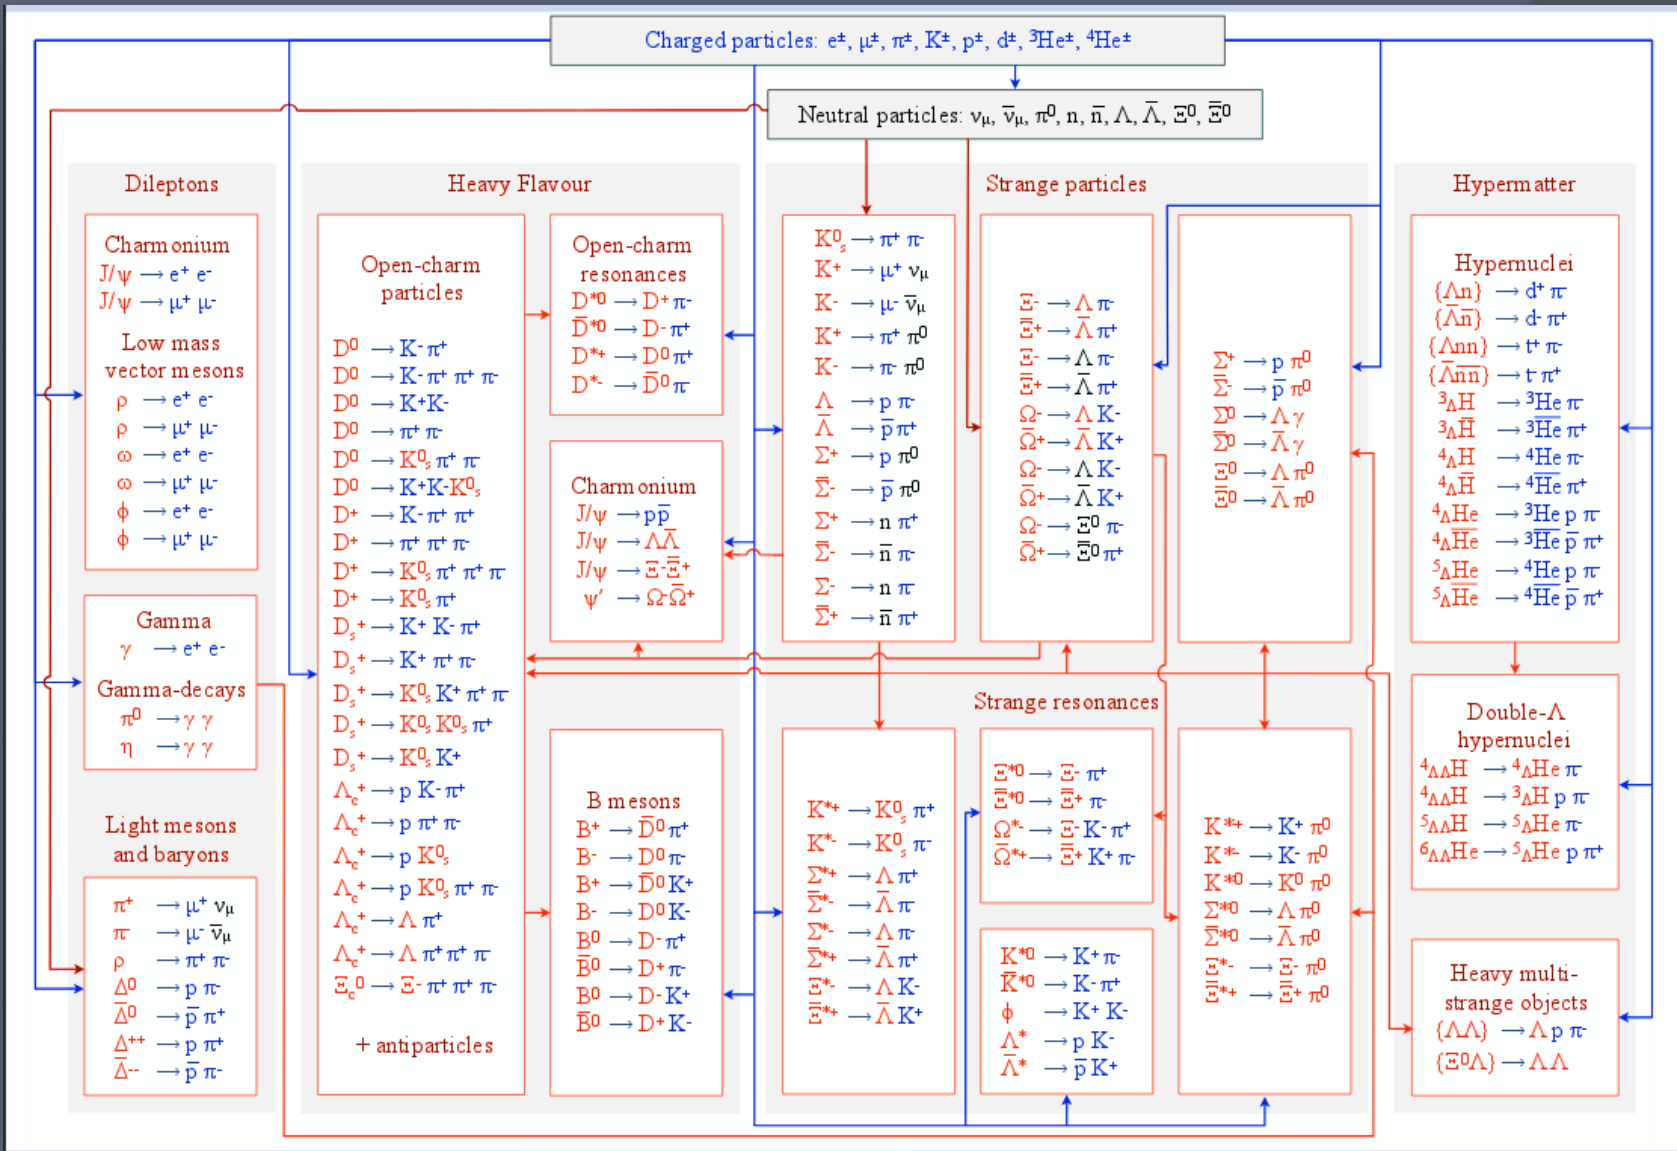 Charged particles: e±, μ±, π±, K±, p±, d±, ³He±, ⁴He±
Neutral particles: νμ, ν̅μ, π⁰, n, n̅, Λ, Λ̅, Ξ⁰, Ξ̅⁰
Dileptons
Charmonium
J/ψ → e⁺ e⁻
J/ψ → μ⁺ μ⁻
Low mass
vector mesons
ρ → e⁺ e⁻
ρ → μ⁺ μ⁻
ω → e⁺ e⁻
ω → μ⁺ μ⁻
ϕ → e⁺ e⁻
ϕ → μ⁺ μ⁻
Gamma
γ → e⁺ e⁻
Gamma-decays
π⁰ → γ γ
η → γ γ
Light mesons
and baryons
π⁺ → μ⁺ νμ
π⁻ → μ⁻ ν̅μ
ρ → π⁺ π⁻
Δ⁰ → p π⁻
Δ̅⁰ → p̅ π⁺
Δ⁺⁺ → p π⁺
Δ̅⁻⁻ → p̅ π⁻
Heavy Flavour
Open-charm
particles
D⁰ → K⁻ π⁺
D⁰ → K⁻ π⁺ π⁺ π⁻
D⁰ → K⁺K⁻
D⁰ → π⁺ π⁻
D⁰ → K⁰s π⁺ π⁻
D⁰ → K⁺K⁻K⁰s
D⁺ → K⁻ π⁺ π⁺
D⁺ → π⁺ π⁺ π⁻
D⁺ → K⁰s π⁺ π⁺ π⁻
D⁺ → K⁰s π⁺
Ds⁺ → K⁺ K⁻ π⁺
Ds⁺ → K⁺ π⁺ π⁻
Ds⁺ → K⁰s K⁺ π⁺ π⁻
Ds⁺ → K⁰s K⁰s π⁺
Ds⁺ → K⁰s K⁺
Λc⁺ → p K⁻ π⁺
Λc⁺ → p π⁺ π⁻
Λc⁺ → p K⁰s
Λc⁺ → p K⁰s π⁺ π⁻
Λc⁺ → Λ π⁺
Λc⁺ → Λ π⁺ π⁺ π⁻
Ξc⁰ → Ξ⁻ π⁺ π⁺ π⁻
+ antiparticles
Open-charm
resonances
D*⁰ → D⁺ π⁻
D̅*⁰ → D⁻ π⁺
D*⁺ → D⁰ π⁺
D*⁻ → D̅⁰ π⁻
Charmonium
J/ψ → pp̅
J/ψ → ΛΛ̅
J/ψ → Ξ⁻Ξ̅⁺
ψ′ → Ω⁻Ω̅⁺
B mesons
B⁺ → D̅⁰ π⁺
B⁻ → D⁰ π⁻
B⁺ → D̅⁰ K⁺
B⁻ → D⁰ K⁻
B⁰ → D⁻ π⁺
B̅⁰ → D⁺ π⁻
B⁰ → D⁻ K⁺
B̅⁰ → D⁺ K⁻
Strange particles
K⁰s → π⁺ π⁻
K⁺ → μ⁺ νμ
K⁻ → μ⁻ ν̅μ
K⁺ → π⁺ π⁰
K⁻ → π⁻ π⁰
Λ → p π⁻
Λ̅ → p̅ π⁺
Σ⁺ → p π⁰
Σ̅⁻ → p̅ π⁰
Σ⁺ → n π⁺
Σ̅⁻ → n̅ π⁻
Σ⁻ → n π⁻
Σ̅⁺ → n̅ π⁺
Ξ⁻ → Λ π⁻
Ξ̅⁺ → Λ̅ π⁺
Ξ⁻ → Λ π⁻
Ξ̅⁺ → Λ̅ π⁺
Ω⁻ → Λ K⁻
Ω̅⁺ → Λ̅ K⁺
Ω⁻ → Λ K⁻
Ω̅⁺ → Λ̅ K⁺
Ω⁻ → Ξ⁰ π⁻
Ω̅⁺ → Ξ̅⁰ π⁺
Σ⁺ → p π⁰
Σ̅⁻ → p̅ π⁰
Σ⁰ → Λ γ
Σ̅⁰ → Λ̅ γ
Ξ⁰ → Λ π⁰
Ξ̅⁰ → Λ̅ π⁰
Strange resonances
K*⁺ → K⁰s π⁺
K*⁻ → K⁰s π⁻
Σ*⁺ → Λ π⁺
Σ̅*⁻ → Λ̅ π⁻
Σ*⁻ → Λ π⁻
Σ̅*⁺ → Λ̅ π⁺
Ξ*⁻ → Λ K⁻
Ξ̅*⁺ → Λ̅ K⁺
Ξ*⁰ → Ξ⁻ π⁺
Ξ̅*⁰ → Ξ̅⁺ π⁻
Ω*⁻ → Ξ⁻ K⁻ π⁺
Ω̅*⁺ → Ξ̅⁺ K⁺ π⁻
K*⁰ → K⁺ π⁻
K̅*⁰ → K⁻ π⁺
ϕ → K⁺ K⁻
Λ* → p K⁻
Λ̅* → p̅ K⁺
K*⁺ → K⁺ π⁰
K*⁻ → K⁻ π⁰
K*⁰ → K⁰ π⁰
Σ*⁰ → Λ π⁰
Σ̅*⁰ → Λ̅ π⁰
Ξ*⁻ → Ξ⁻ π⁰
Ξ̅*⁺ → Ξ̅⁺ π⁰
Hypermatter
Hypernuclei
{Λn} → d⁺ π⁻
{Λ̅n̅} → d⁻ π⁺
{Λnn} → t⁺ π⁻
{Λ̅n̅n̅} → t⁻ π⁺
³ΛH → ³He π⁻
³ΛH̅ → ³H̅e̅ π⁺
⁴ΛH → ⁴He π⁻
⁴ΛH̅ → ⁴H̅e̅ π⁺
⁴ΛHe → ³He p π⁻
⁴ΛH̅e̅ → ³H̅e̅ p̅ π⁺
⁵ΛHe → ⁴He p π⁻
⁵ΛH̅e̅ → ⁴H̅e̅ p̅ π⁺
Double-Λ
hypernuclei
⁴ΛΛH → ⁴ΛHe π⁻
⁴ΛΛH → ³ΛH p π⁻
⁵ΛΛH → ⁵ΛHe π⁻
⁶ΛΛHe → ⁵ΛHe p π⁺
Heavy multi-
strange objects
{ΛΛ} → Λ p π⁻
{Ξ⁰Λ} → Λ Λ